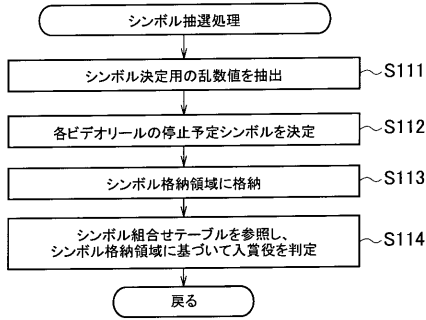 シンボル抽選処理
シンボル決定用の乱数値を抽出
S111
各ビデオリールの停止予定シンボルを決定
S112
シンボル格納領域に格納
S113
シンボル組合せテーブルを参照し、
シンボル格納領域に基づいて入賞役を判定
S114
戻る